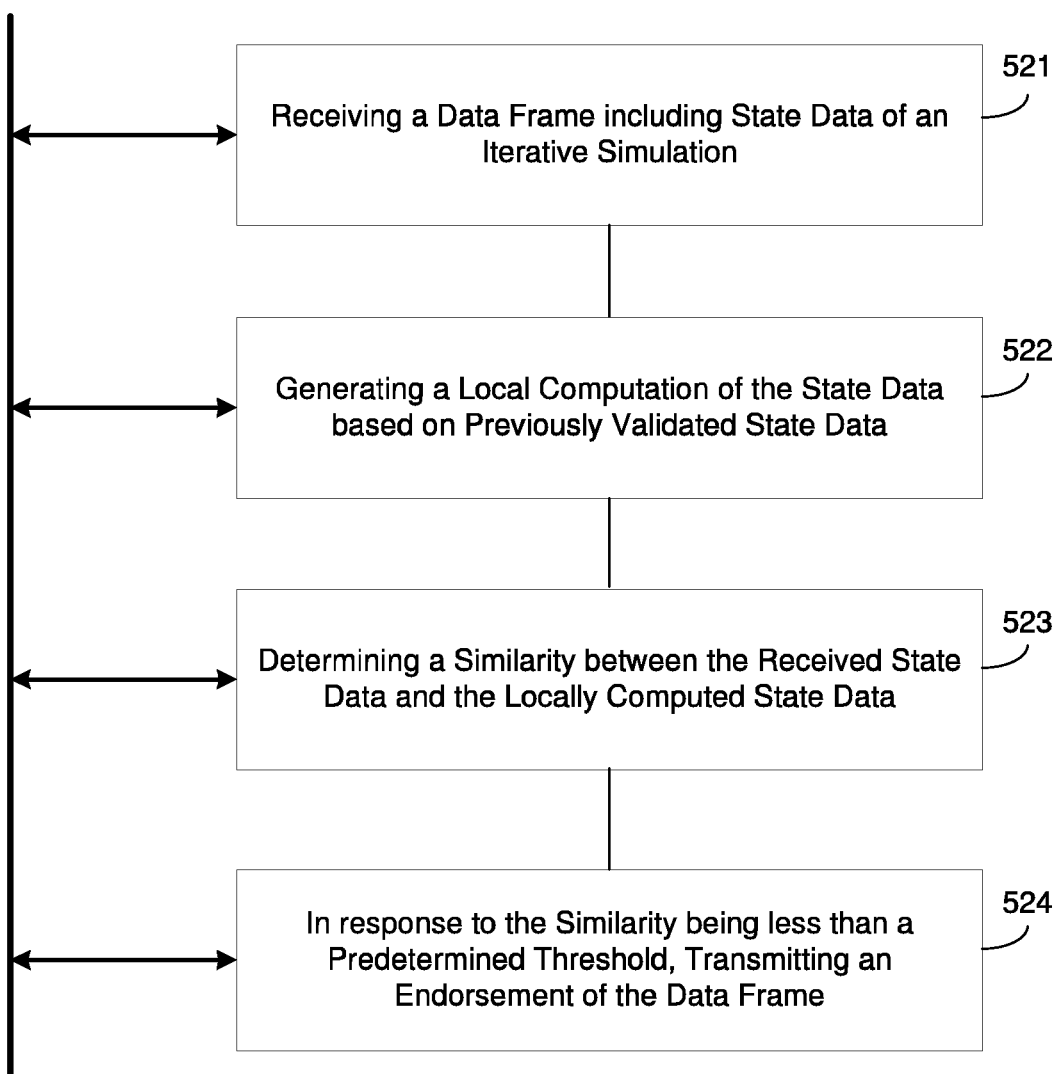 521
Receiving a Data Frame including State Data of an
Iterative Simulation
522
Generating a Local Computation of the State Data
based on Previously Validated State Data
523
Determining a Similarity between the Received State
Data and the Locally Computed State Data
524
In response to the Similarity being less than a
Predetermined Threshold, Transmitting an
Endorsement of the Data Frame